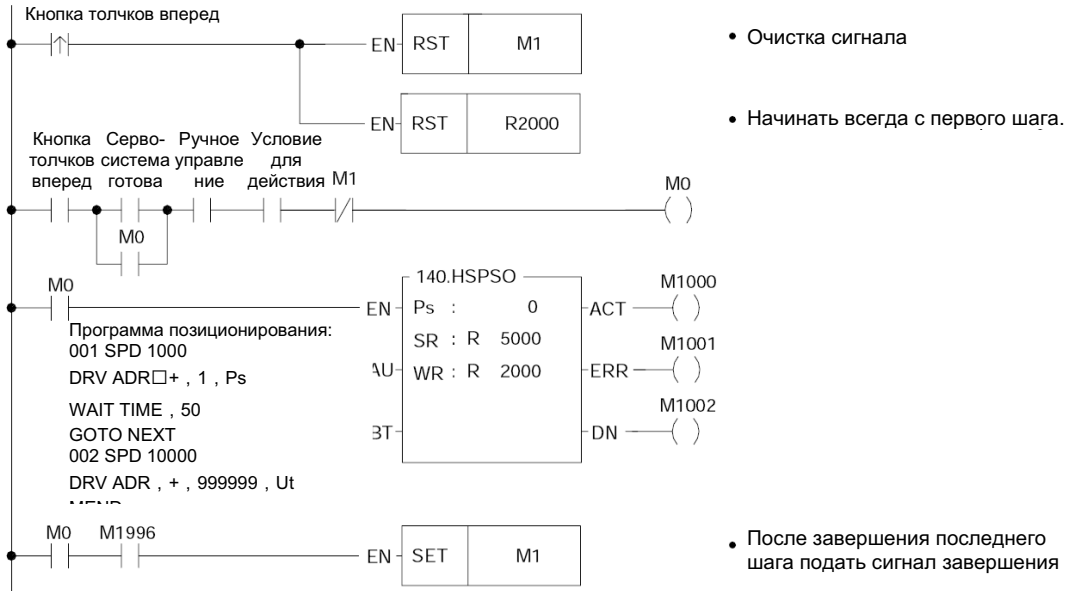 Кнопка толчков вперед
EN RST M1
• Очистка сигнала
EN RST R2000
• Начинать всегда с первого шага.
Кнопка толчков вперед
Серво-система готова
Ручное управле ние
Условие для действия
M1
M0
M0
M0
140.HSPSO
EN Ps : 0 ACT
M1000
SR : R 5000
M1001
AU WR : R 2000 ERR
M1002
DN
Программа позиционирования:
001 SPD 1000
DRV ADR□+ , 1 , Ps
WAIT TIME , 50
GOTO NEXT
002 SPD 10000
DRV ADR , + , 999999 , Ut
M0 M1996
EN SET M1
• После завершения последнего
шага подать сигнал завершения